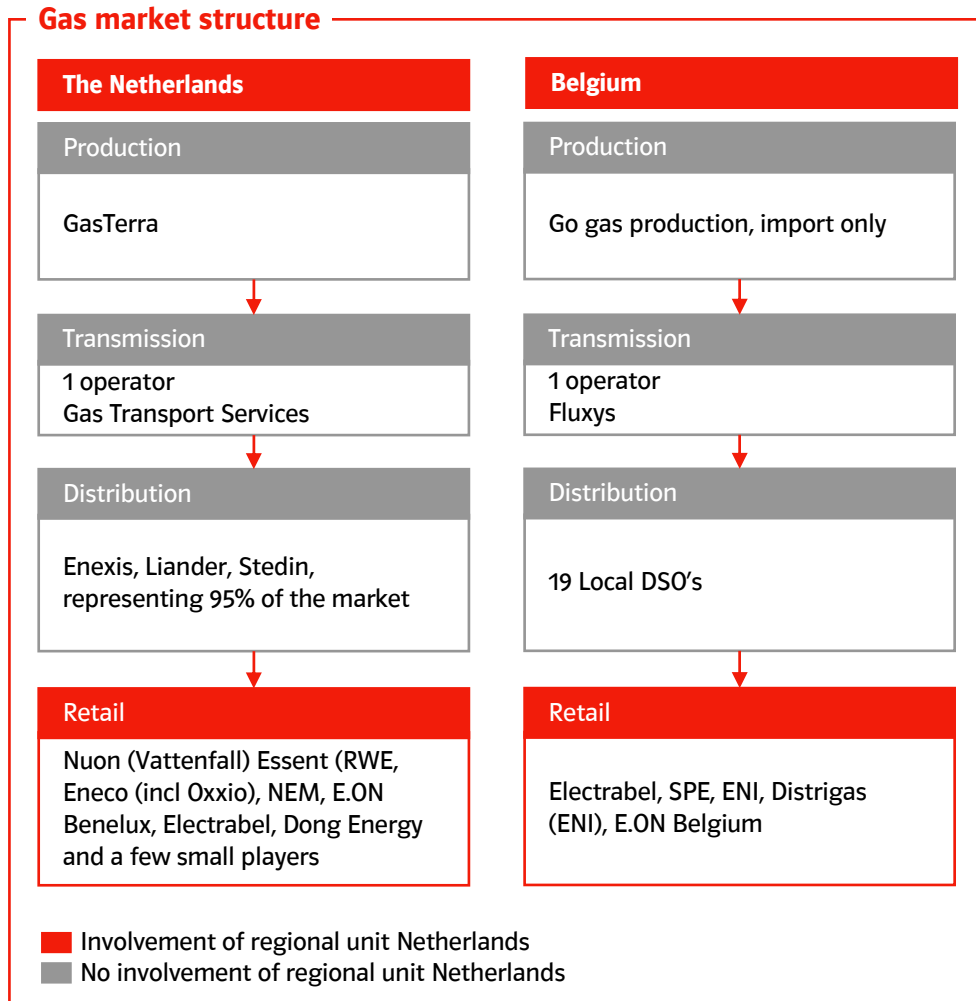 Gas market structure
The Netherlands
Production
GasTerra
Transmission
1 operator
Gas Transport Services
Distribution
Enexis, Liander, Stedin,
representing 95% of the market
Retail
Nuon (Vattenfall) Essent (RWE,
Eneco (incl Oxxio), NEM, E.ON
Benelux, Electrabel, Dong Energy
and a few small players
Belgium
Production
Go gas production, import only
Transmission
1 operator
Fluxys
Distribution
19 Local DSO's
Retail
Electrabel, SPE, ENI, Distrigas
(ENI), E.ON Belgium
Involvement of regional unit Netherlands
No involvement of regional unit Netherlands